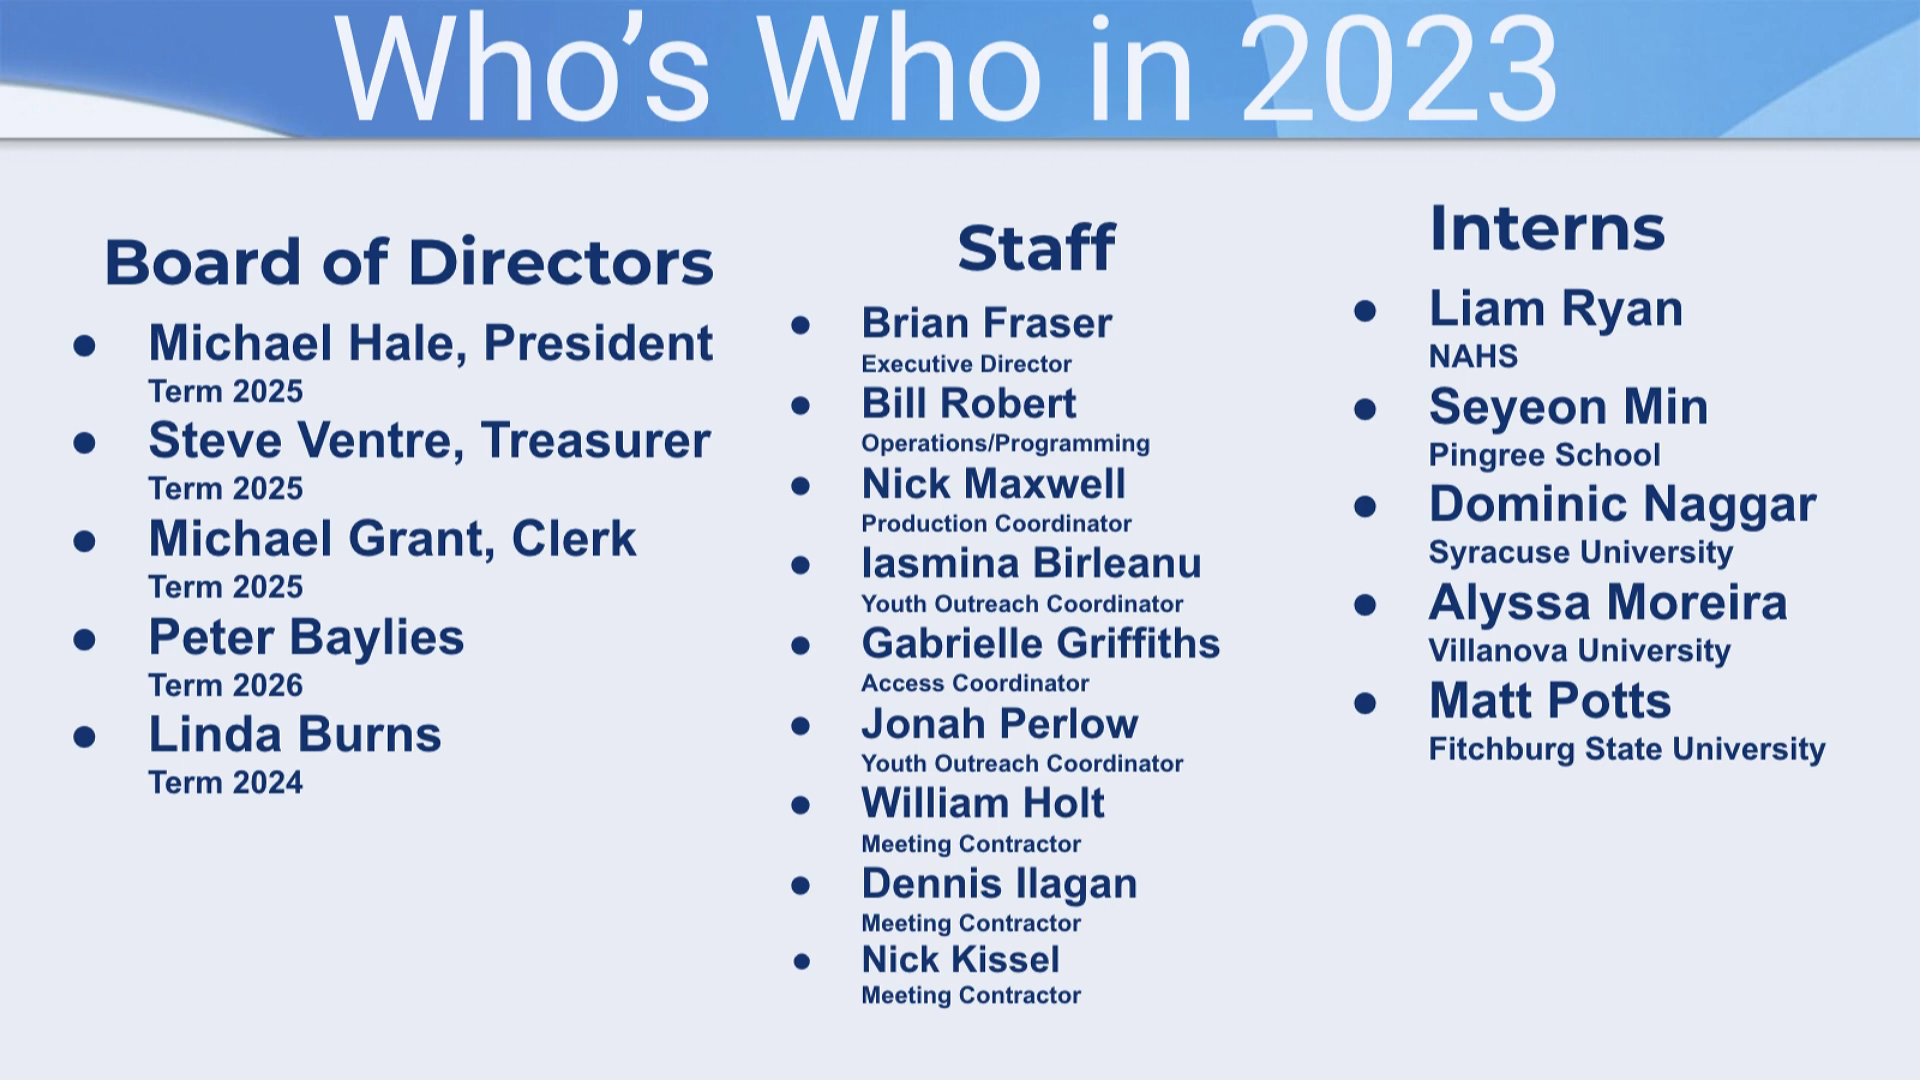 Who's Who in 2023
Board of Directors
● Michael Hale, President
Term 2025
● Steve Ventre, Treasurer
Term 2025
● Michael Grant, Clerk
Term 2025
● Peter Baylies
Term 2026
● Linda Burns
Term 2024
Staff
● Brian Fraser
Executive Director
● Bill Robert
Operations/Programming
● Nick Maxwell
Production Coordinator
● Iasmina Birleanu
Youth Outreach Coordinator
● Gabrielle Griffiths
Access Coordinator
● Jonah Perlow
Youth Outreach Coordinator
● William Holt
Meeting Contractor
● Dennis Ilagan
Meeting Contractor
● Nick Kissel
Meeting Contractor
Interns
● Liam Ryan
NAHS
● Seyeon Min
Pingree School
● Dominic Naggar
Syracuse University
● Alyssa Moreira
Villanova University
● Matt Potts
Fitchburg State University